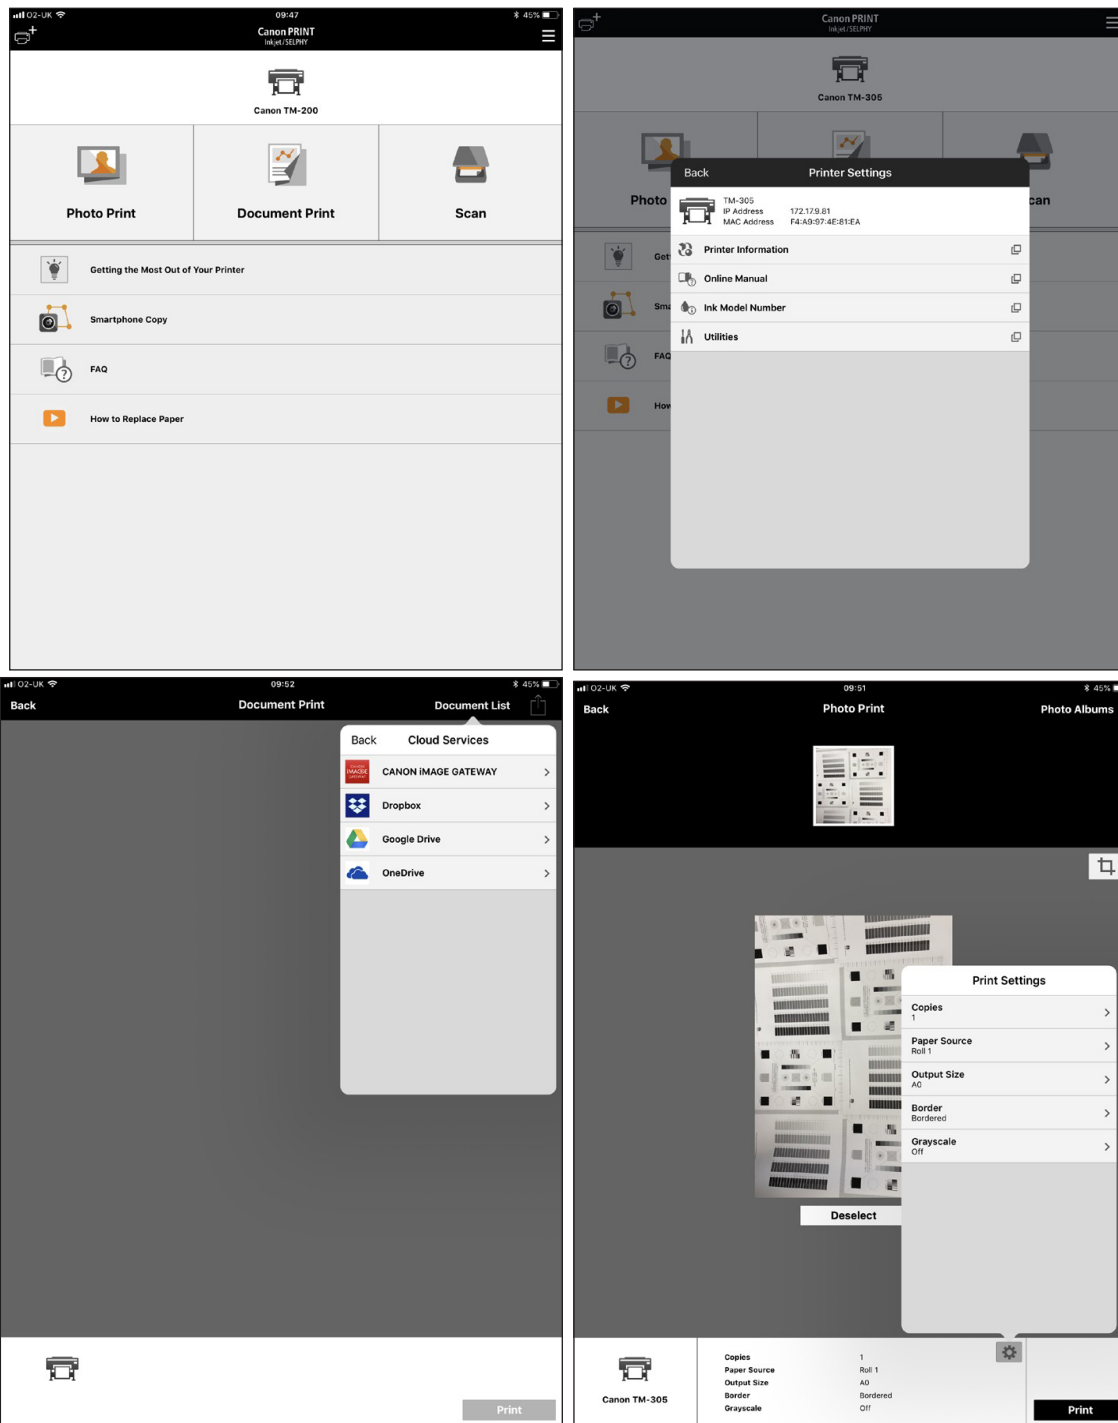 O2-UK 09:47 45%
Canon PRINT
Inkjet/SELPHY
Canon TM-200
Photo Print Document Print Scan
Getting the Most Out of Your Printer
Smartphone Copy
FAQ
How to Replace Paper
Canon PRINT
Inkjet/SELPHY
Canon TM-305
Back Printer Settings
Photo
can
TM-305
IP Address 172.17.9.81
MAC Address F4:A9:97:4E:81:EA
Get
Printer Information
Online Manual
Sma
Ink Model Number
Utilities
FAQ
How
O2-UK 09:52 45%
Back Document Print Document List
Back Cloud Services
CANON iMAGE GATEWAY
Dropbox
Google Drive
OneDrive
Print
O2-UK 09:51 45%
Back Photo Print Photo Albums
Print Settings
Copies
1
Paper Source
Roll 1
Output Size
A0
Border
Bordered
Grayscale
Off
Deselect
Canon TM-305
Copies 1
Paper Source Roll 1
Output Size A0
Border Bordered
Grayscale Off
Print